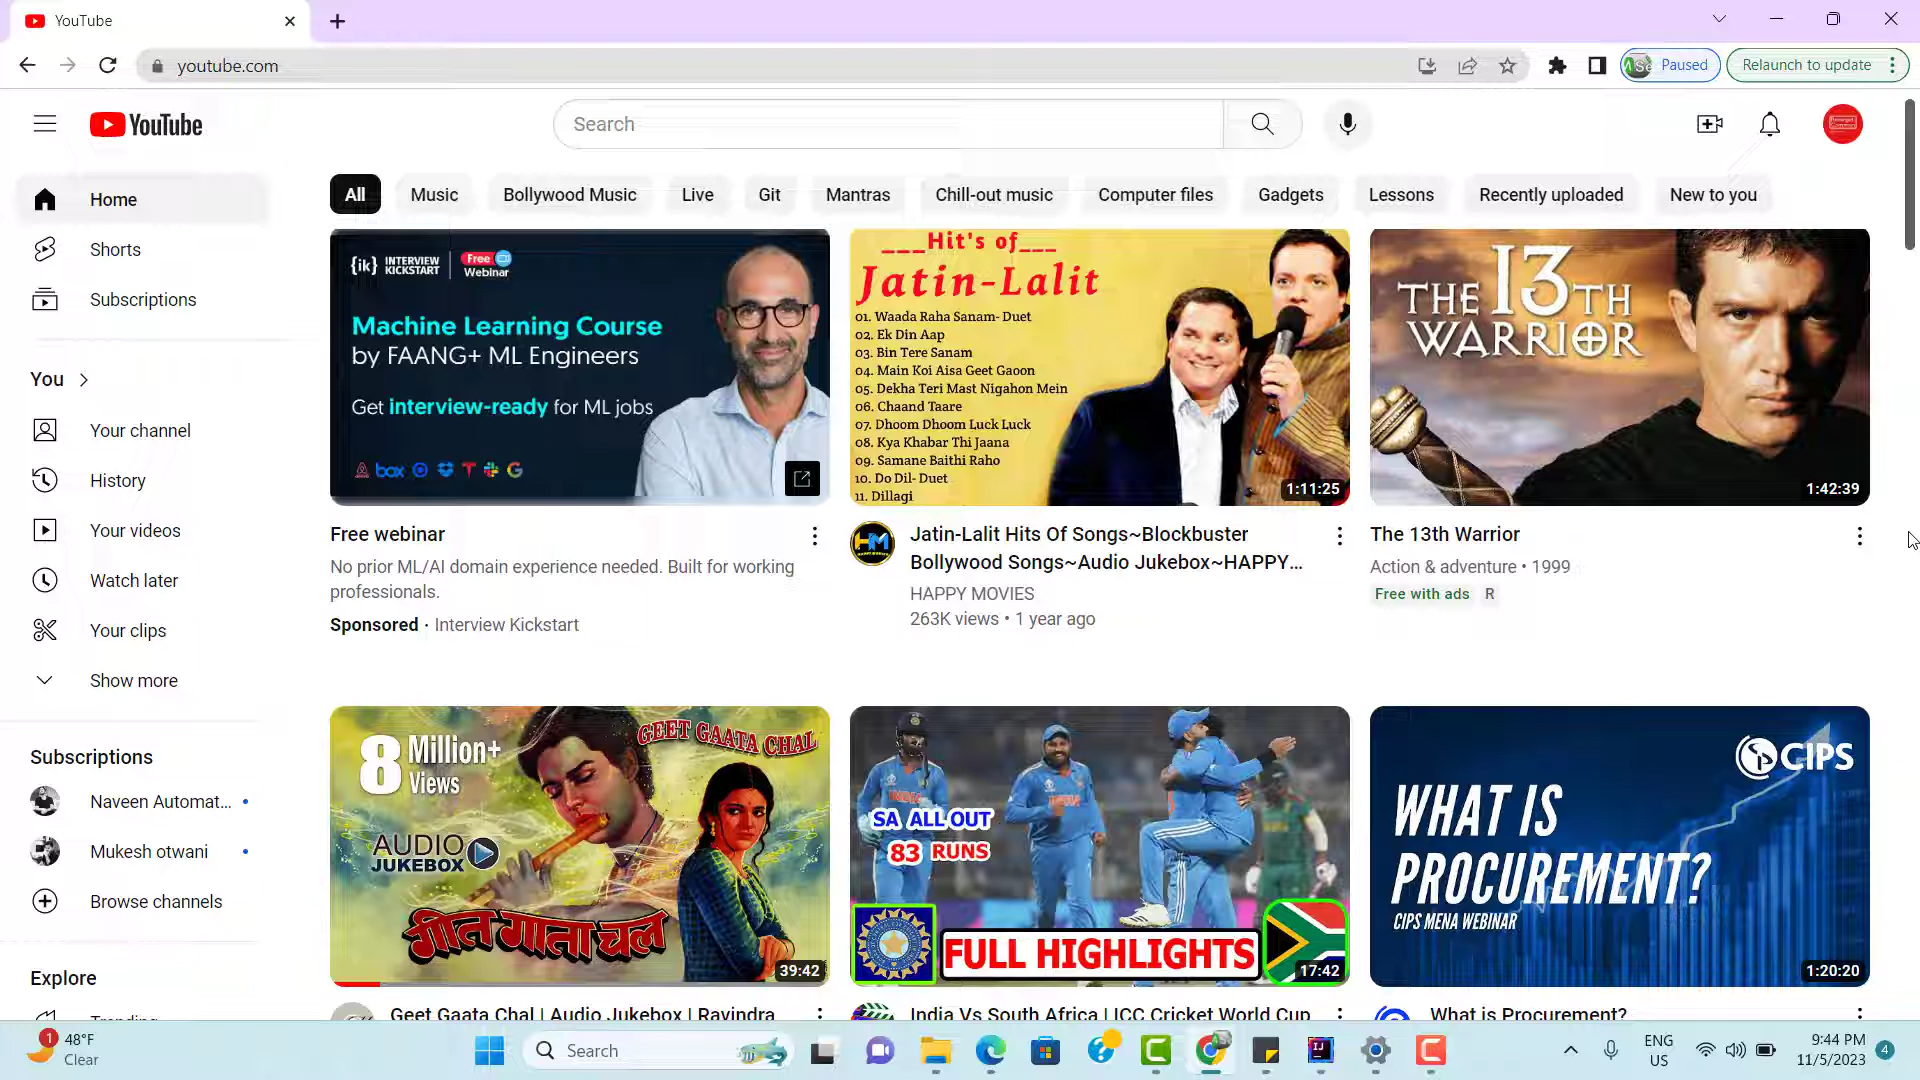 YouTube
youtube.com
Paused
Relaunch to update
YouTube
Search
Home
Shorts
Subscriptions
You
Your channel
History
Your videos
Watch later
Your clips
Show more
Subscriptions
Naveen Automat...
Mukesh otwani
Browse channels
Explore
All
Music
Bollywood Music
Live
Git
Mantras
Chill-out music
Computer files
Gadgets
Lessons
Recently uploaded
New to you
{ik} INTERVIEW KICKSTART
Free
Webinar
Machine Learning Course
by FAANG+ ML Engineers
Get interview-ready for ML jobs
box
Free webinar
No prior ML/AI domain experience needed. Built for working
professionals.
Sponsored · Interview Kickstart
___Hit's of___
Jatin-Lalit
01. Waada Raha Sanam- Duet
02. Ek Din Aap
03. Bin Tere Sanam
04. Main Koi Aisa Geet Gaoon
05. Dekha Teri Mast Nigahon Mein
06. Chaand Taare
07. Dhoom Dhoom Luck Luck
08. Kya Khabar Thi Jaana
09. Samane Baithi Raho
10. Do Dil- Duet
11. Dillagi
1:11:25
HM
Jatin-Lalit Hits Of Songs~Blockbuster
Bollywood Songs~Audio Jukebox~HAPPY...
HAPPY MOVIES
263K views • 1 year ago
THE 13TH
WARRIOR
1:42:39
The 13th Warrior
Action & adventure • 1999
Free with ads R
GEET GAATA CHAL
8 Million+
Views
AUDIO
JUKEBOX
गीत गाता चल
39:42
Geet Gaata Chal | Audio Jukebox | Ravindra
INDIA
SA ALL OUT
83 RUNS
FULL HIGHLIGHTS
17:42
India Vs South Africa | ICC Cricket World Cup
CIPS
WHAT IS
PROCUREMENT?
CIPS MENA WEBINAR
1:20:20
What is Procurement?
1
48°F
Clear
Search
ENG
US
9:44 PM
11/5/2023
4